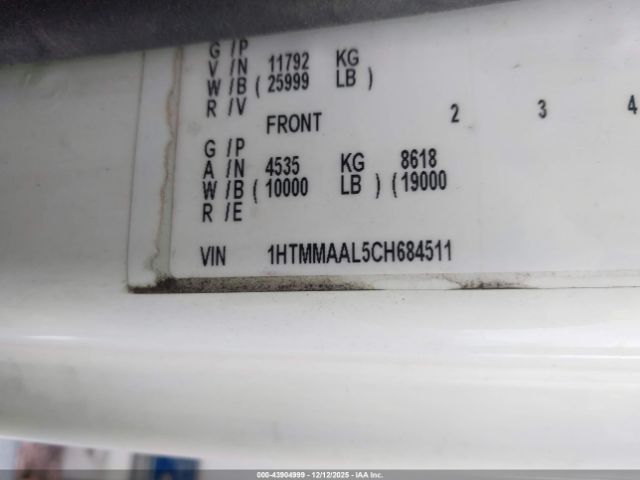 G /P
V /N 11792 KG
W /B ( 25999 LB )
R /V
FRONT 2 3 4
G /P
A /N 4535 KG 8618
W /B ( 10000 LB ) ( 19000
R /E
VIN 1HTMMAAL5CH684511
000-43904999 - 12/12/2025 - IAA Inc.